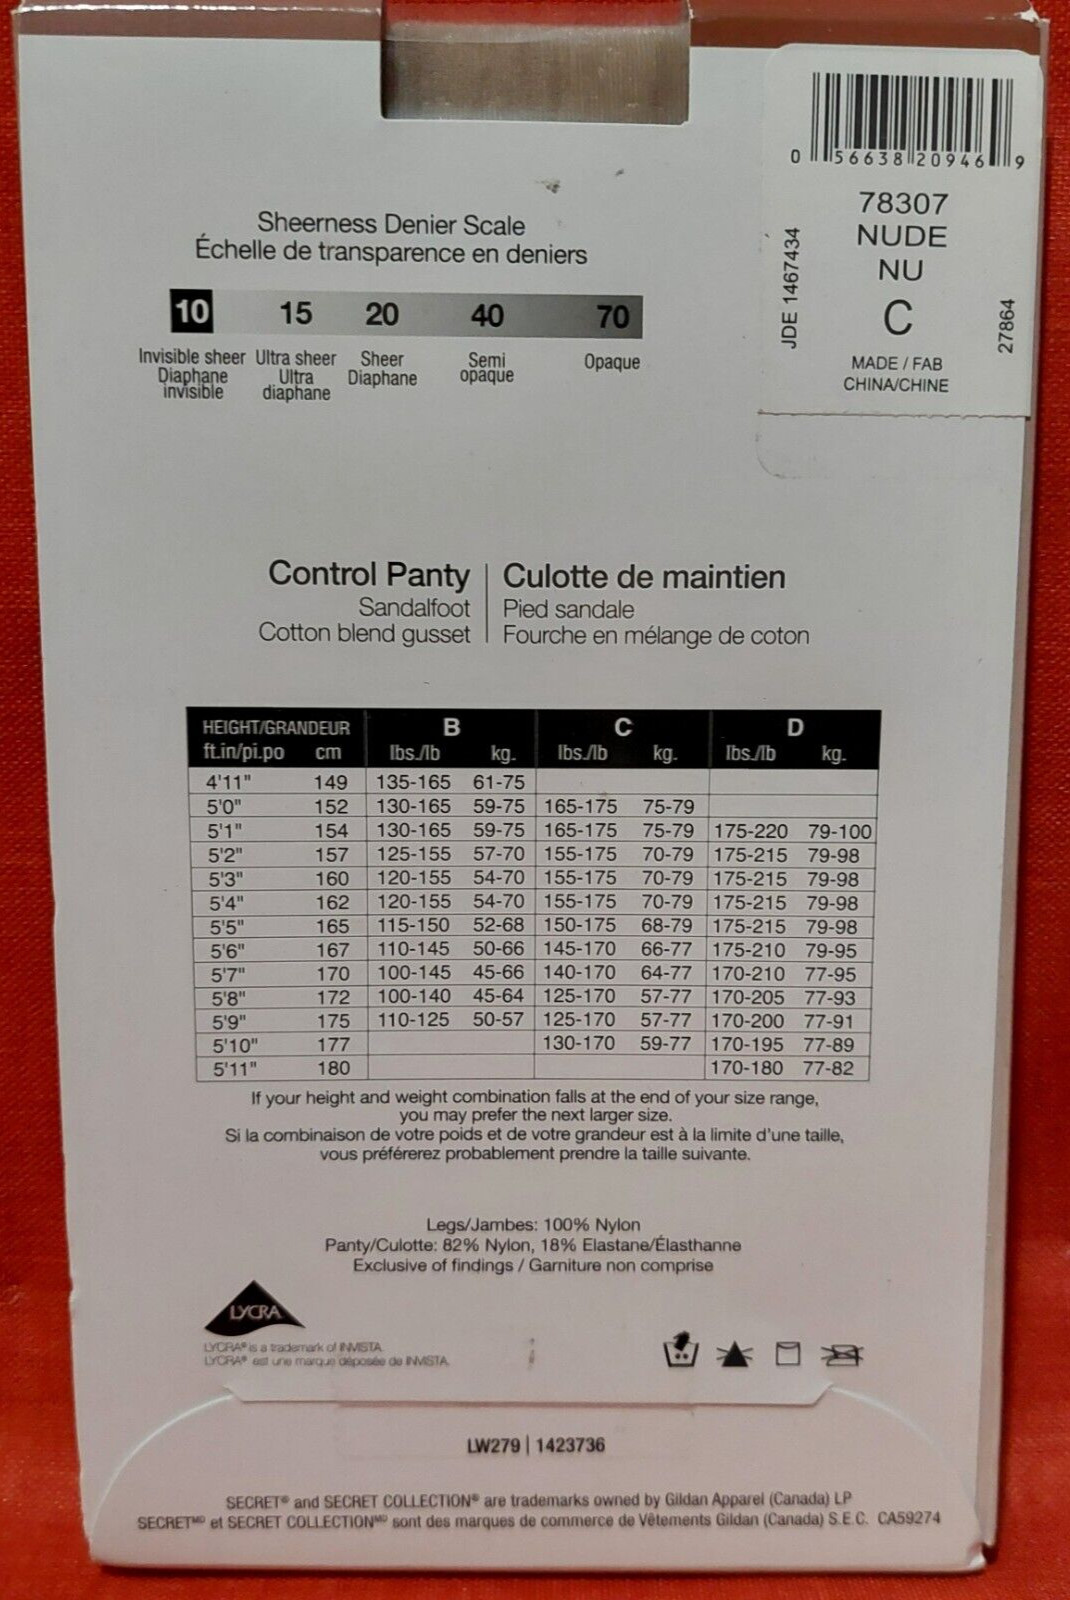 0 56638 20946 9
78307
NUDE
NU
C
MADE / FAB
CHINA/CHINE
JDE 1467434
27864
Sheerness Denier Scale
Échelle de transparence en deniers
10 15 20 40 70
Invisible sheer Ultra sheer Sheer Semi Opaque
Diaphane Ultra Diaphane opaque
invisible diaphane
Control Panty | Culotte de maintien
Sandalfoot | Pied sandale
Cotton blend gusset | Fourche en mélange de coton
HEIGHT/GRANDEUR B C D
ft.in/pi.po cm lbs./lb kg. lbs./lb kg. lbs./lb kg.
4'11" 149 135-165 61-75
5'0" 152 130-165 59-75 165-175 75-79
5'1" 154 130-165 59-75 165-175 75-79 175-220 79-100
5'2" 157 125-155 57-70 155-175 70-79 175-215 79-98
5'3" 160 120-155 54-70 155-175 70-79 175-215 79-98
5'4" 162 120-155 54-70 155-175 70-79 175-215 79-98
5'5" 165 115-150 52-68 150-175 68-79 175-215 79-98
5'6" 167 110-145 50-66 145-170 66-77 175-210 79-95
5'7" 170 100-145 45-66 140-170 64-77 170-210 77-95
5'8" 172 100-140 45-64 125-170 57-77 170-205 77-93
5'9" 175 110-125 50-57 125-170 57-77 170-200 77-91
5'10" 177 130-170 59-77 170-195 77-89
5'11" 180 170-180 77-82
If your height and weight combination falls at the end of your size range,
you may prefer the next larger size.
Si la combinaison de votre poids et de votre grandeur est à la limite d'une taille,
vous préférerez probablement prendre la taille suivante.
Legs/Jambes: 100% Nylon
Panty/Culotte: 82% Nylon, 18% Elastane/Élasthanne
Exclusive of findings / Garniture non comprise
LYCRA
LYCRA® is a trademark of INVISTA.
LYCRA® est une marque déposée de INVISTA.
LW279 | 1423736
SECRET® and SECRET COLLECTION® are trademarks owned by Gildan Apparel (Canada) LP
SECRETMD et SECRET COLLECTIONMD sont des marques de commerce de Vêtements Gildan (Canada) S.E.C. CA59274